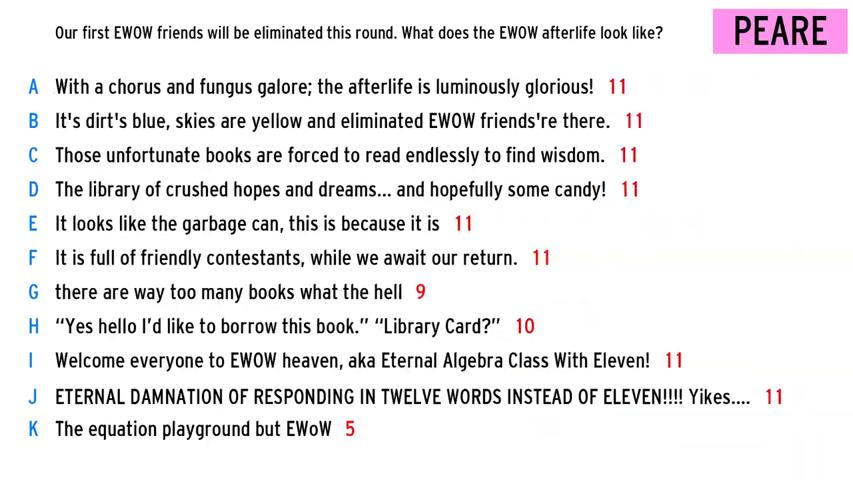 Our first EWOW friends will be eliminated this round. What does the EWOW afterlife look like?
PEARE
A With a chorus and fungus galore; the afterlife is luminously glorious! 11
B It's dirt's blue, skies are yellow and eliminated EWOW friends're there. 11
C Those unfortunate books are forced to read endlessly to find wisdom. 11
D The library of crushed hopes and dreams... and hopefully some candy! 11
E It looks like the garbage can, this is because it is 11
F It is full of friendly contestants, while we await our return. 11
G there are way too many books what the hell 9
H “Yes hello I’d like to borrow this book.” “Library Card?” 10
I Welcome everyone to EWOW heaven, aka Eternal Algebra Class With Eleven! 11
J ETERNAL DAMNATION OF RESPONDING IN TWELVE WORDS INSTEAD OF ELEVEN!!!! Yikes.... 11
K The equation playground but EWoW 5